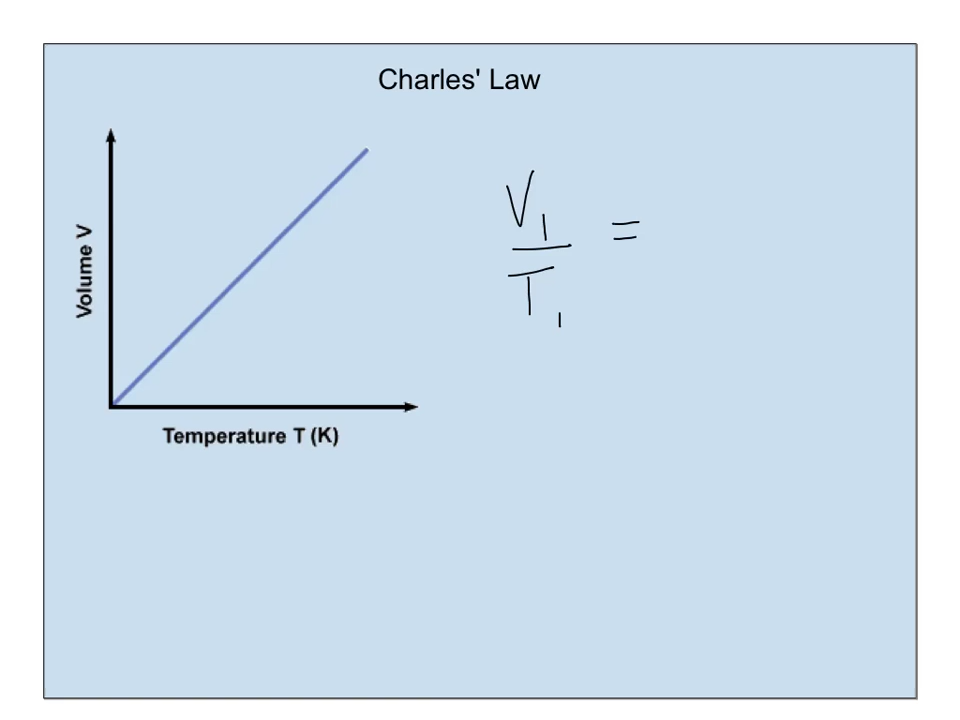 Charles' Law
Volume V
V₁
=
T₁
Temperature T (K)